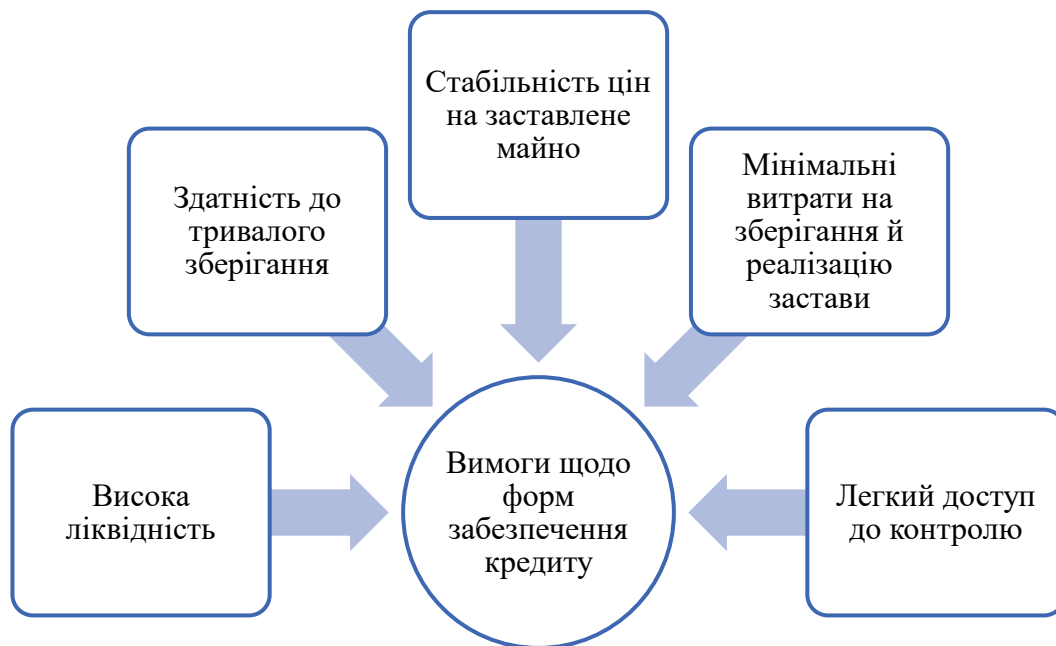 Стабільність цін
на заставлене
майно
Здатність до
тривалого
зберігання
Мінімальні
витрати на
зберігання й
реалізацію
застави
Висока
ліквідність
Вимоги щодо
форм
забезпечення
кредиту
Легкий доступ
до контролю